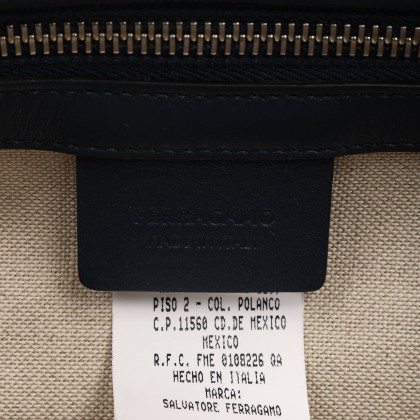 FERRAGAMO
MADE IN ITALY
PISO 2 - COL. POLANCO
C.P.11560 CD.DE MEXICO
MEXICO
R.F.C. FME 0108226 QA
HECHO EN ITALIA
MARCA:
SALVATORE FERRAGAMO